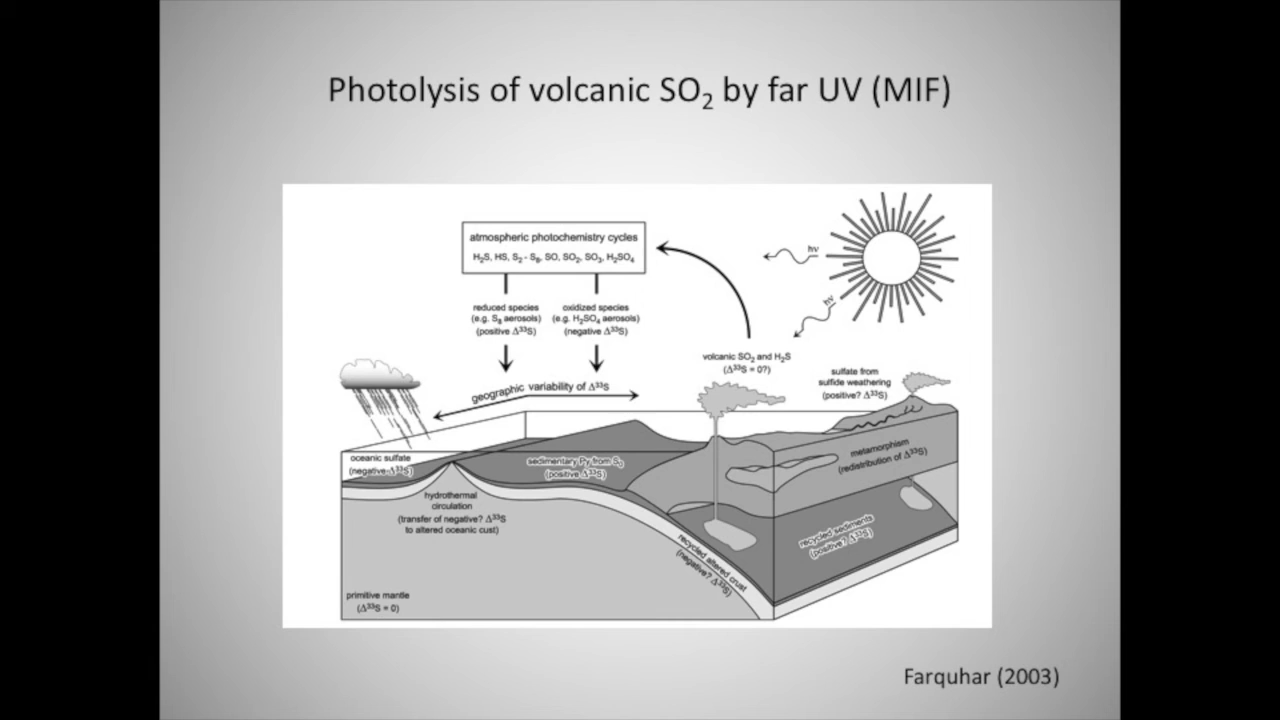 Photolysis of volcanic SO₂ by far UV (MIF)
atmospheric photochemistry cycles
H₂S, HS, S₂ - S₈, SO, SO₂, SO₃, H₂SO₄
hν
hν
reduced species
(e.g. S₈ aerosols)
(positive Δ³³S)
oxidized species
(e.g. H₂SO₄ aerosols)
(negative Δ³³S)
volcanic SO₂ and H₂S
(Δ³³S = 0?)
sulfate from
sulfide weathering
(positive? Δ³³S)
geographic variability of Δ³³S
oceanic sulfate
(negative Δ³³S)
sedimentary Py from S₈
(positive Δ³³S)
metamorphism
(redistribution of Δ³³S)
hydrothermal
circulation
(transfer of negative? Δ³³S
to altered oceanic cust)
recycled sediments
(positive? Δ³³S)
recycled altered crust
(negative? Δ³³S)
primitive mantle
(Δ³³S = 0)
Farquhar (2003)